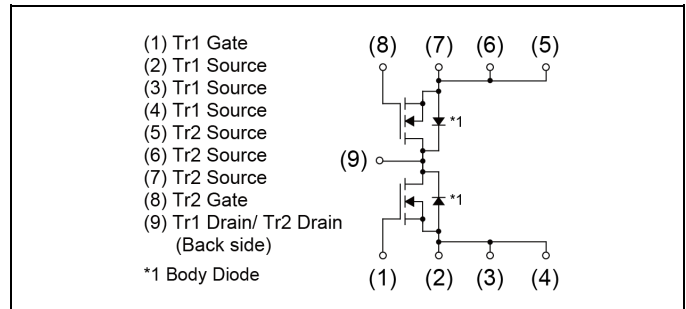 (1) Tr1 Gate
(2) Tr1 Source
(3) Tr1 Source
(4) Tr1 Source
(5) Tr2 Source
(6) Tr2 Source
(7) Tr2 Source
(8) Tr2 Gate
(9) Tr1 Drain/ Tr2 Drain
(Back side)
*1 Body Diode
(8) (7) (6) (5)
*1
(9)
*1
(1) (2) (3) (4)